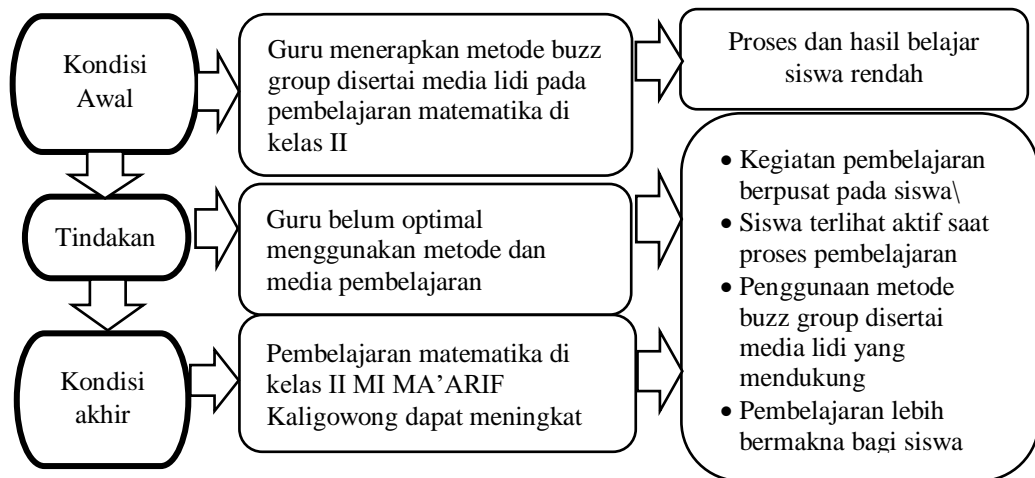 Kondisi
Awal
Guru menerapkan metode buzz
group disertai media lidi pada
pembelajaran matematika di
kelas II
Proses dan hasil belajar
siswa rendah
Tindakan
Guru belum optimal
menggunakan metode dan
media pembelajaran
• Kegiatan pembelajaran
berpusat pada siswa\
• Siswa terlihat aktif saat
proses pembelajaran
• Penggunaan metode
buzz group disertai
media lidi yang
mendukung
• Pembelajaran lebih
bermakna bagi siswa
Kondisi
akhir
Pembelajaran matematika di
kelas II MI MA’ARIF
Kaligowong dapat meningkat